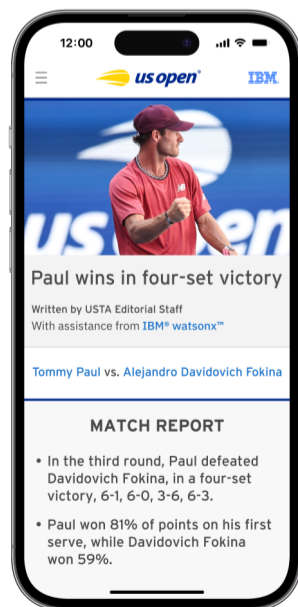 12:00
us open
IBM
us en
Paul wins in four-set victory
Written by USTA Editorial Staff
With assistance from IBM® watsonx™
Tommy Paul vs. Alejandro Davidovich Fokina
MATCH REPORT
• In the third round, Paul defeated
Davidovich Fokina, in a four-set
victory, 6-1, 6-0, 3-6, 6-3.
• Paul won 81% of points on his first
serve, while Davidovich Fokina
won 59%.